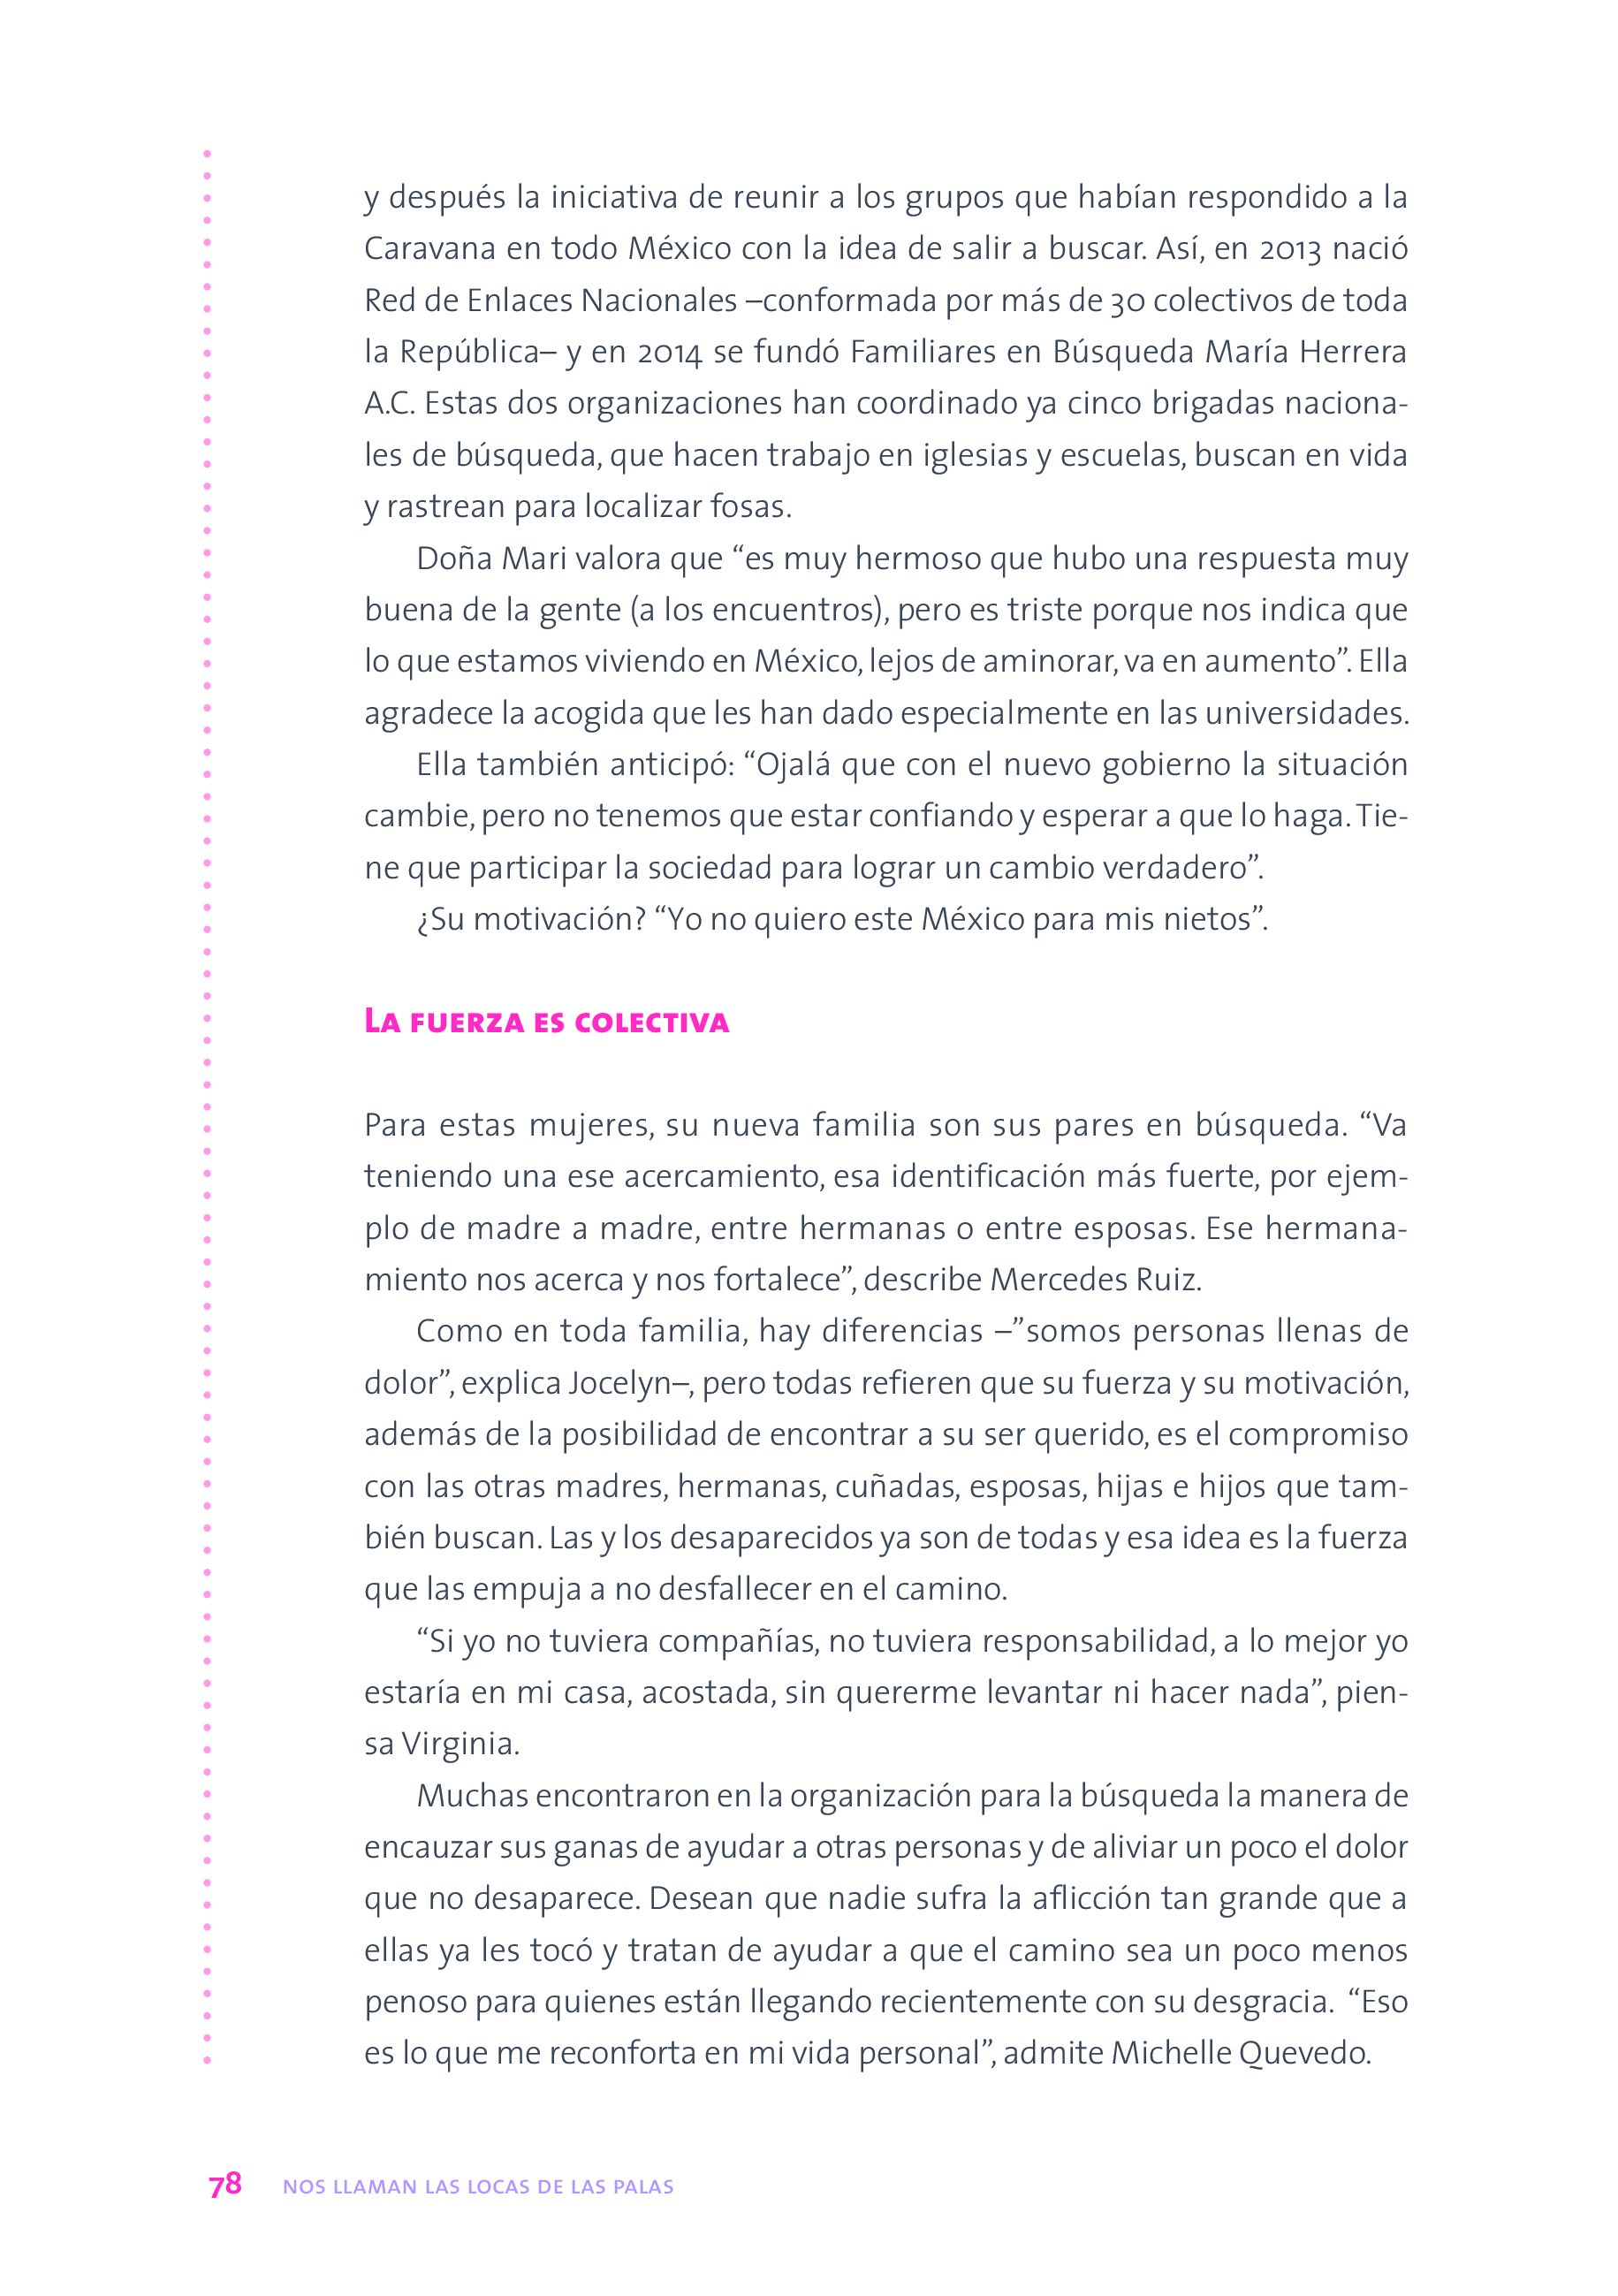 y después la iniciativa de reunir a los grupos que habían respondido a la
Caravana en todo México con la idea de salir a buscar. Así, en 2013 nació
Red de Enlaces Nacionales –conformada por más de 30 colectivos de toda
la República– y en 2014 se fundó Familiares en Búsqueda María Herrera
A.C. Estas dos organizaciones han coordinado ya cinco brigadas naciona-
les de búsqueda, que hacen trabajo en iglesias y escuelas, buscan en vida
y rastrean para localizar fosas.
Doña Mari valora que “es muy hermoso que hubo una respuesta muy
buena de la gente (a los encuentros), pero es triste porque nos indica que
lo que estamos viviendo en México, lejos de aminorar, va en aumento”. Ella
agradece la acogida que les han dado especialmente en las universidades.
Ella también anticipó: “Ojalá que con el nuevo gobierno la situación
cambie, pero no tenemos que estar confiando y esperar a que lo haga. Tie-
ne que participar la sociedad para lograr un cambio verdadero”.
¿Su motivación? “Yo no quiero este México para mis nietos”.
La fuerza es colectiva
Para estas mujeres, su nueva familia son sus pares en búsqueda. “Va
teniendo una ese acercamiento, esa identificación más fuerte, por ejem-
plo de madre a madre, entre hermanas o entre esposas. Ese hermana-
miento nos acerca y nos fortalece”, describe Mercedes Ruiz.
Como en toda familia, hay diferencias –”somos personas llenas de
dolor”, explica Jocelyn–, pero todas refieren que su fuerza y su motivación,
además de la posibilidad de encontrar a su ser querido, es el compromiso
con las otras madres, hermanas, cuñadas, esposas, hijas e hijos que tam-
bién buscan. Las y los desaparecidos ya son de todas y esa idea es la fuerza
que las empuja a no desfallecer en el camino.
“Si yo no tuviera compañías, no tuviera responsabilidad, a lo mejor yo
estaría en mi casa, acostada, sin quererme levantar ni hacer nada”, pien-
sa Virginia.
Muchas encontraron en la organización para la búsqueda la manera de
encauzar sus ganas de ayudar a otras personas y de aliviar un poco el dolor
que no desaparece. Desean que nadie sufra la aflicción tan grande que a
ellas ya les tocó y tratan de ayudar a que el camino sea un poco menos
penoso para quienes están llegando recientemente con su desgracia. “Eso
es lo que me reconforta en mi vida personal”, admite Michelle Quevedo.
78 NOS LLAMAN LAS LOCAS DE LAS PALAS